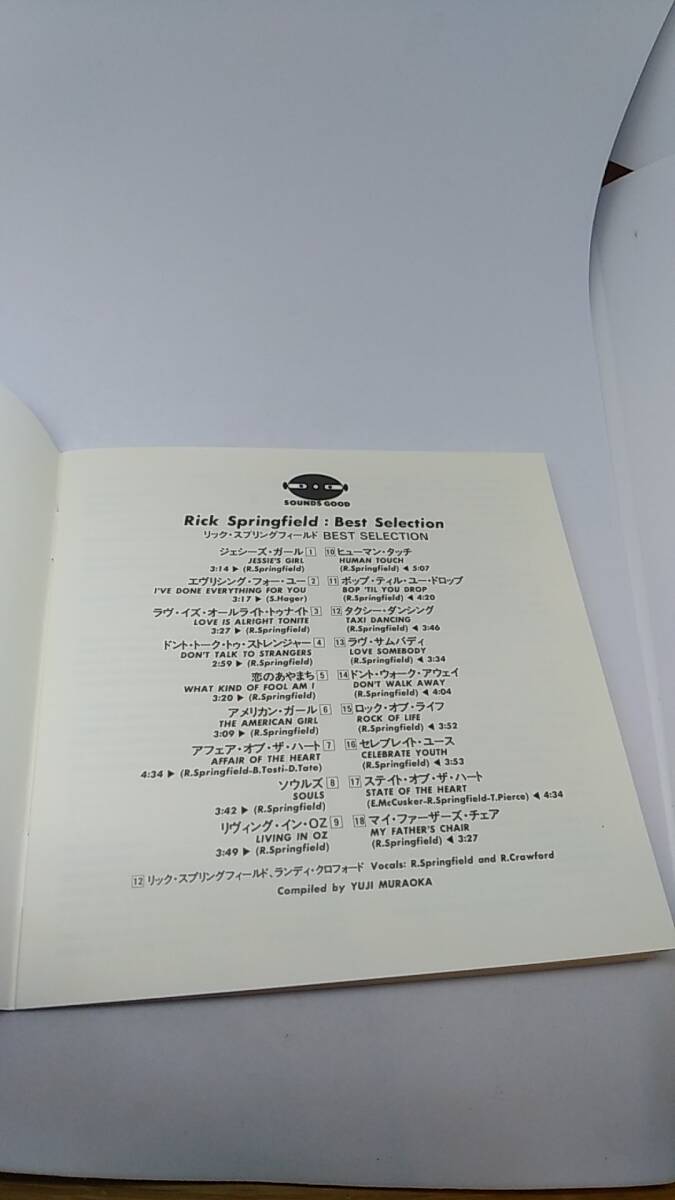 SOUNDS GOOD
Rick Springfield : Best Selection
リック・スプリングフィールド BEST SELECTION
ジェシーズ・ガール 1
JESSIE'S GIRL
3:14 ▶ (R.Springfield)
エヴリシング・フォー・ユー 2
I'VE DONE EVERYTHING FOR YOU
3:17 ▶ (S.Hager)
ラヴ・イズ・オールライト・トゥナイト 3
LOVE IS ALRIGHT TONITE
3:27 ▶ (R.Springfield)
ドント・トーク・トゥ・ストレンジャー 4
DON'T TALK TO STRANGERS
2:59 ▶ (R.Springfield)
恋のあやまち 5
WHAT KIND OF FOOL AM I
3:20 ▶ (R.Springfield)
アメリカン・ガール 6
THE AMERICAN GIRL
3:09 ▶ (R.Springfield)
アフェア・オブ・ザ・ハート 7
AFFAIR OF THE HEART
4:34 ▶ (R.Springfield-B.Tosti-D.Tate)
ソウルズ 8
SOULS
3:42 ▶ (R.Springfield)
リヴィング・イン・OZ 9
LIVING IN OZ
3:49 ▶ (R.Springfield)
10 ヒューマン・タッチ
HUMAN TOUCH
(R.Springfield) ◀ 5:07
11 ポップ・ティル・ユー・ドロップ
BOP 'TIL YOU DROP
(R.Springfield) ◀ 4:20
12 タクシー・ダンシング
TAXI DANCING
(R.Springfield) ◀ 3:46
13 ラヴ・サムバディ
LOVE SOMEBODY
(R.Springfield) ◀ 3:34
14 ドント・ウォーク・アウェイ
DON'T WALK AWAY
(R.Springfield) ◀ 4:04
15 ロック・オブ・ライフ
ROCK OF LIFE
(R.Springfield) ◀ 3:52
16 セレブレイト・ユース
CELEBRATE YOUTH
(R.Springfield) ◀ 3:53
17 ステイト・オブ・ザ・ハート
STATE OF THE HEART
(E.McCusker-R.Springfield-T.Pierce) ◀ 4:34
18 マイ・ファーザーズ・チェア
MY FATHER'S CHAIR
(R.Springfield) ◀ 3:27
12 リック・スプリングフィールド、ランディ・クロフォード Vocals: R.Springfield and R.Crawford
Compiled by YUJI MURAOKA